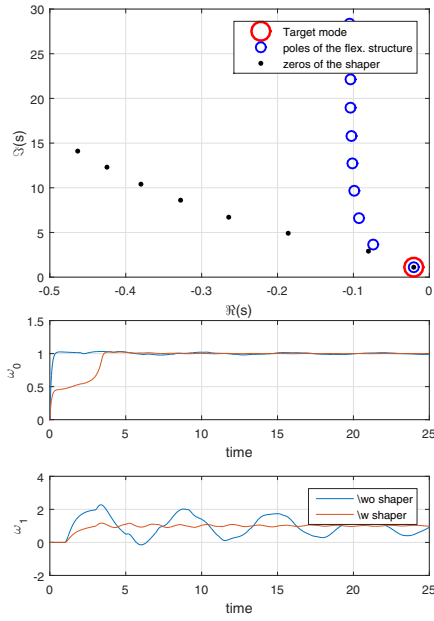 30
25
20
15
10
5
0
ℑ(s)
Target mode
poles of the flex. structure
zeros of the shaper
-0.5 -0.4 -0.3 -0.2 -0.1 0
ℜ(s)
1.5
1
0.5
0
ω0
0 5 10 15 20 25
time
4
2
0
-2
ω1
\wo shaper
\w shaper
0 5 10 15 20 25
time